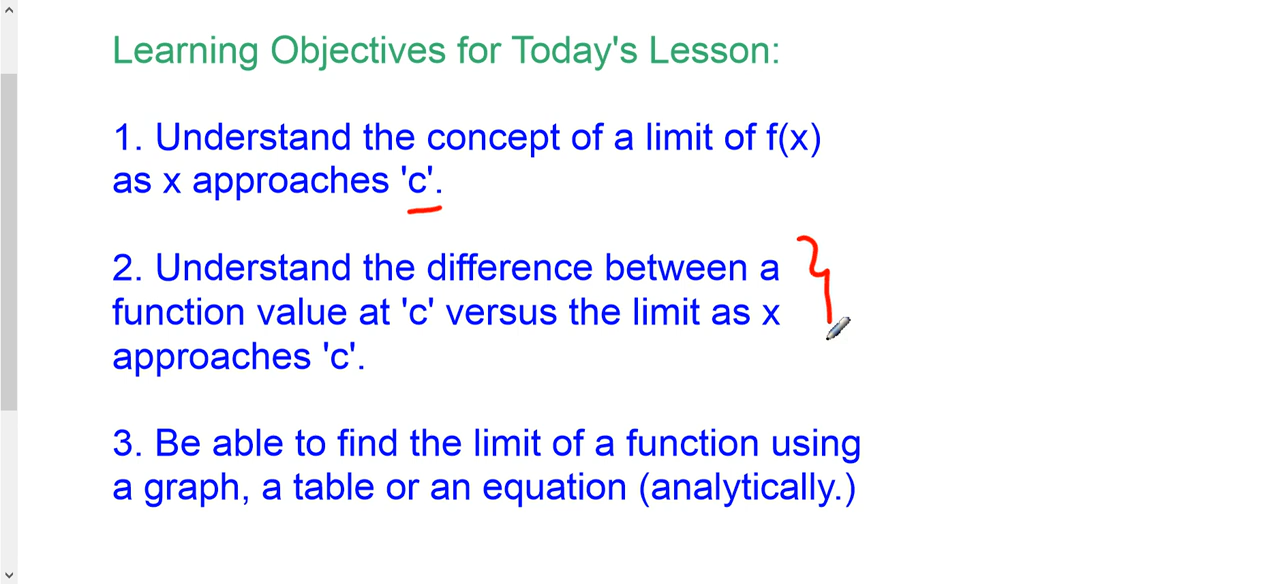 Learning Objectives for Today's Lesson:
1. Understand the concept of a limit of f(x)
as x approaches 'c'.
2. Understand the difference between a
function value at 'c' versus the limit as x
approaches 'c'.
3. Be able to find the limit of a function using
a graph, a table or an equation (analytically.)